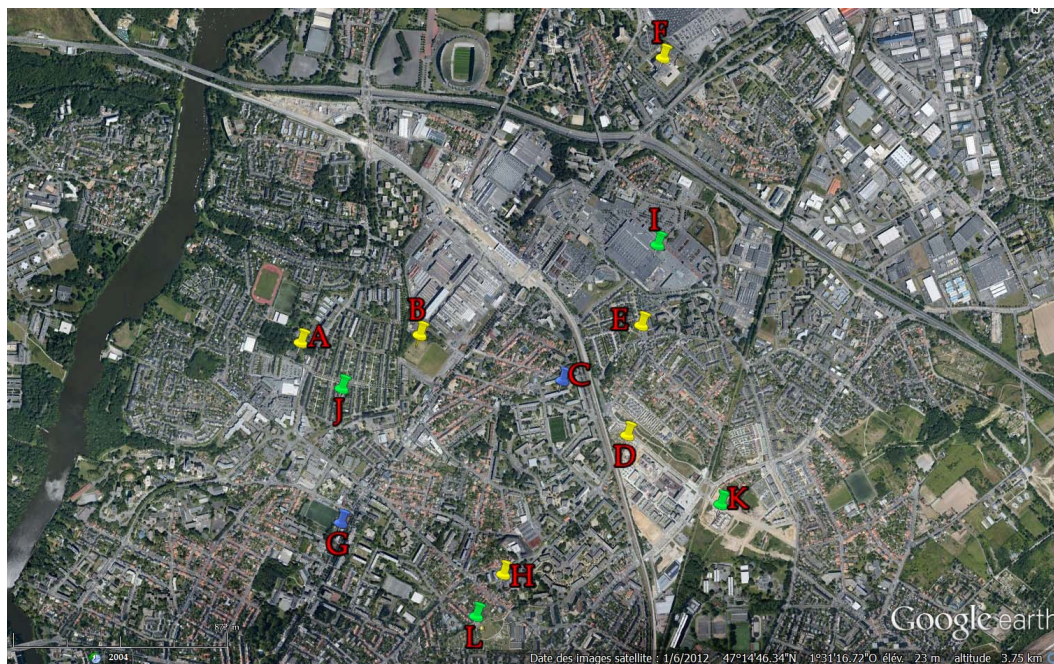 F
I
B
E
A
C
J
D
K
G
H
L
Google earth
877 m
2004
Date des images satellite : 1/6/2012 47°14'46.34"N 1°31'16.72"O élév. 23 m altitude 3.75 km